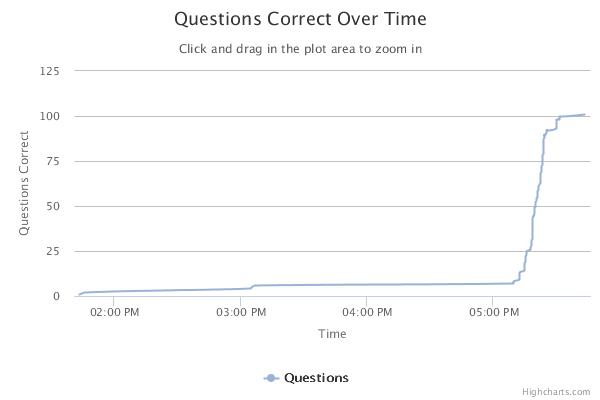 Questions Correct Over Time
Click and drag in the plot area to zoom in
125
100
75
50
25
0
Questions Correct
02:00 PM 03:00 PM 04:00 PM 05:00 PM
Time
Questions
Highcharts.com